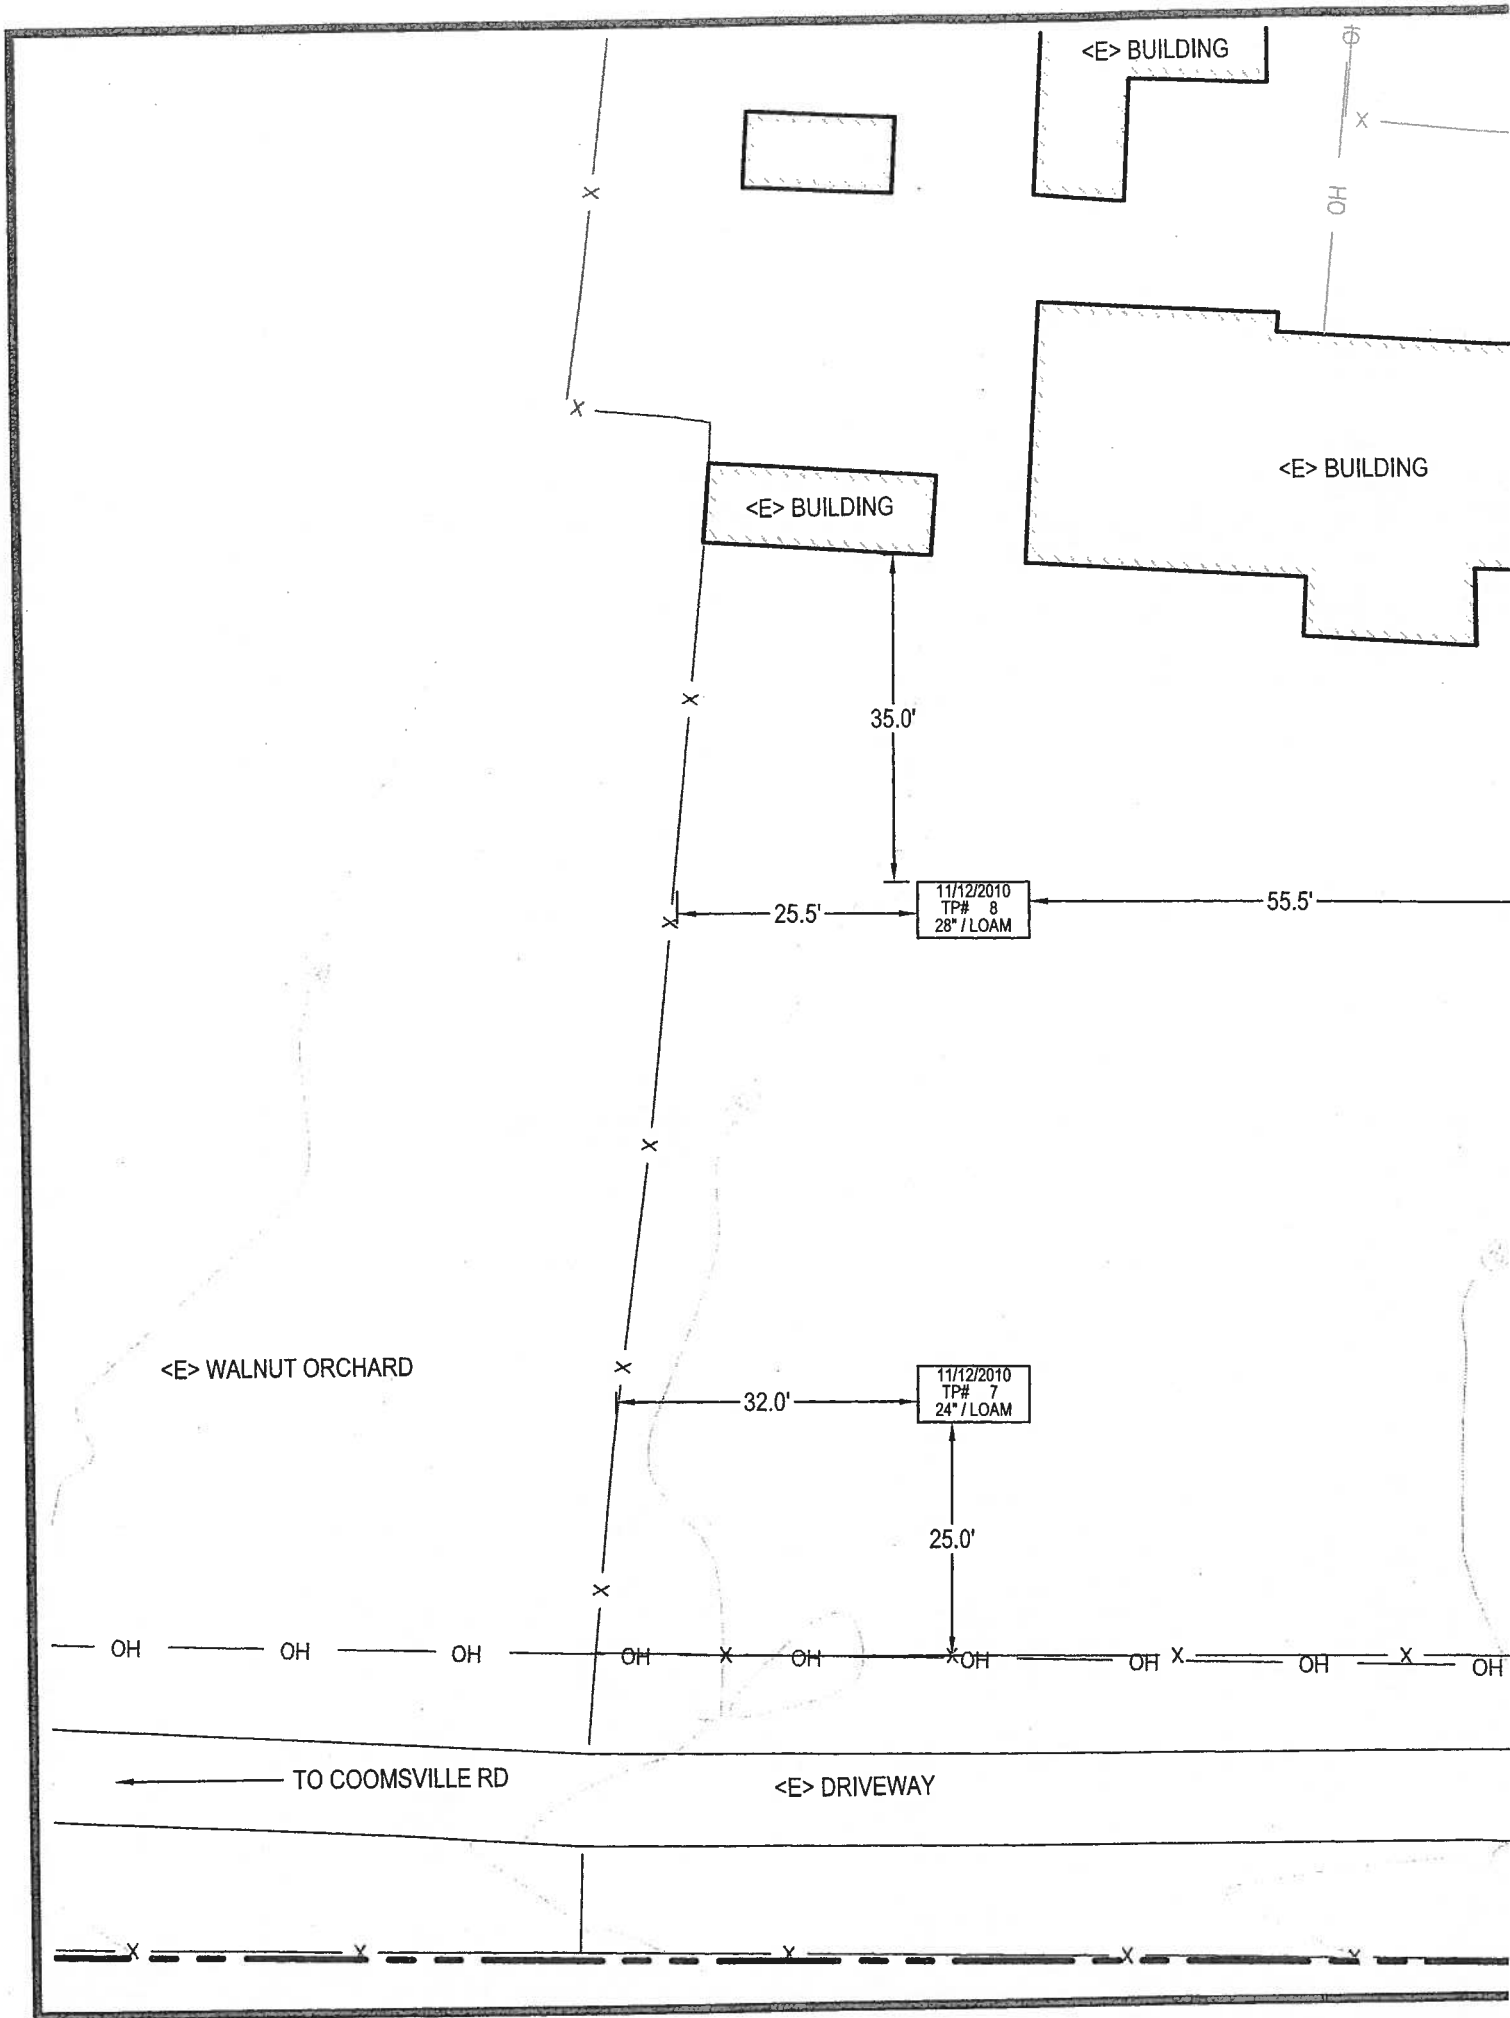 <E> BUILDING
X
X
OH
X
<E> BUILDING
<E> BUILDING
X
35.0'
11/12/2010
TP# 8
28" / LOAM
25.5'
55.5'
X
X
<E> WALNUT ORCHARD
X
11/12/2010
TP# 7
24" / LOAM
32.0'
25.0'
X
OH OH OH OH X OH X OH OH X OH X OH
TO COOMSVILLE RD
<E> DRIVEWAY
X X X X X